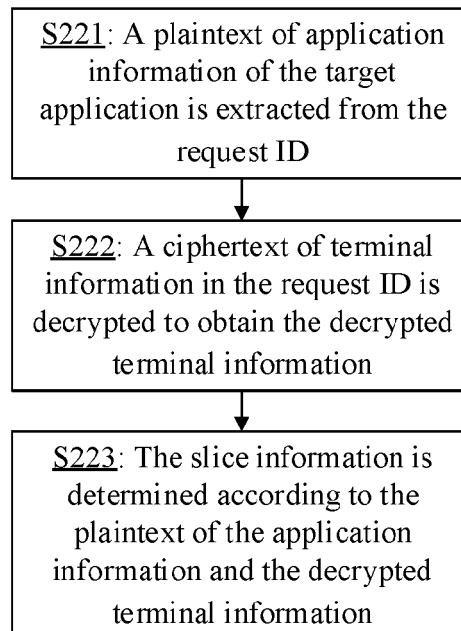 S221: A plaintext of application
information of the target
application is extracted from the
request ID
S222: A ciphertext of terminal
information in the request ID is
decrypted to obtain the decrypted
terminal information
S223: The slice information is
determined according to the
plaintext of the application
information and the decrypted
terminal information